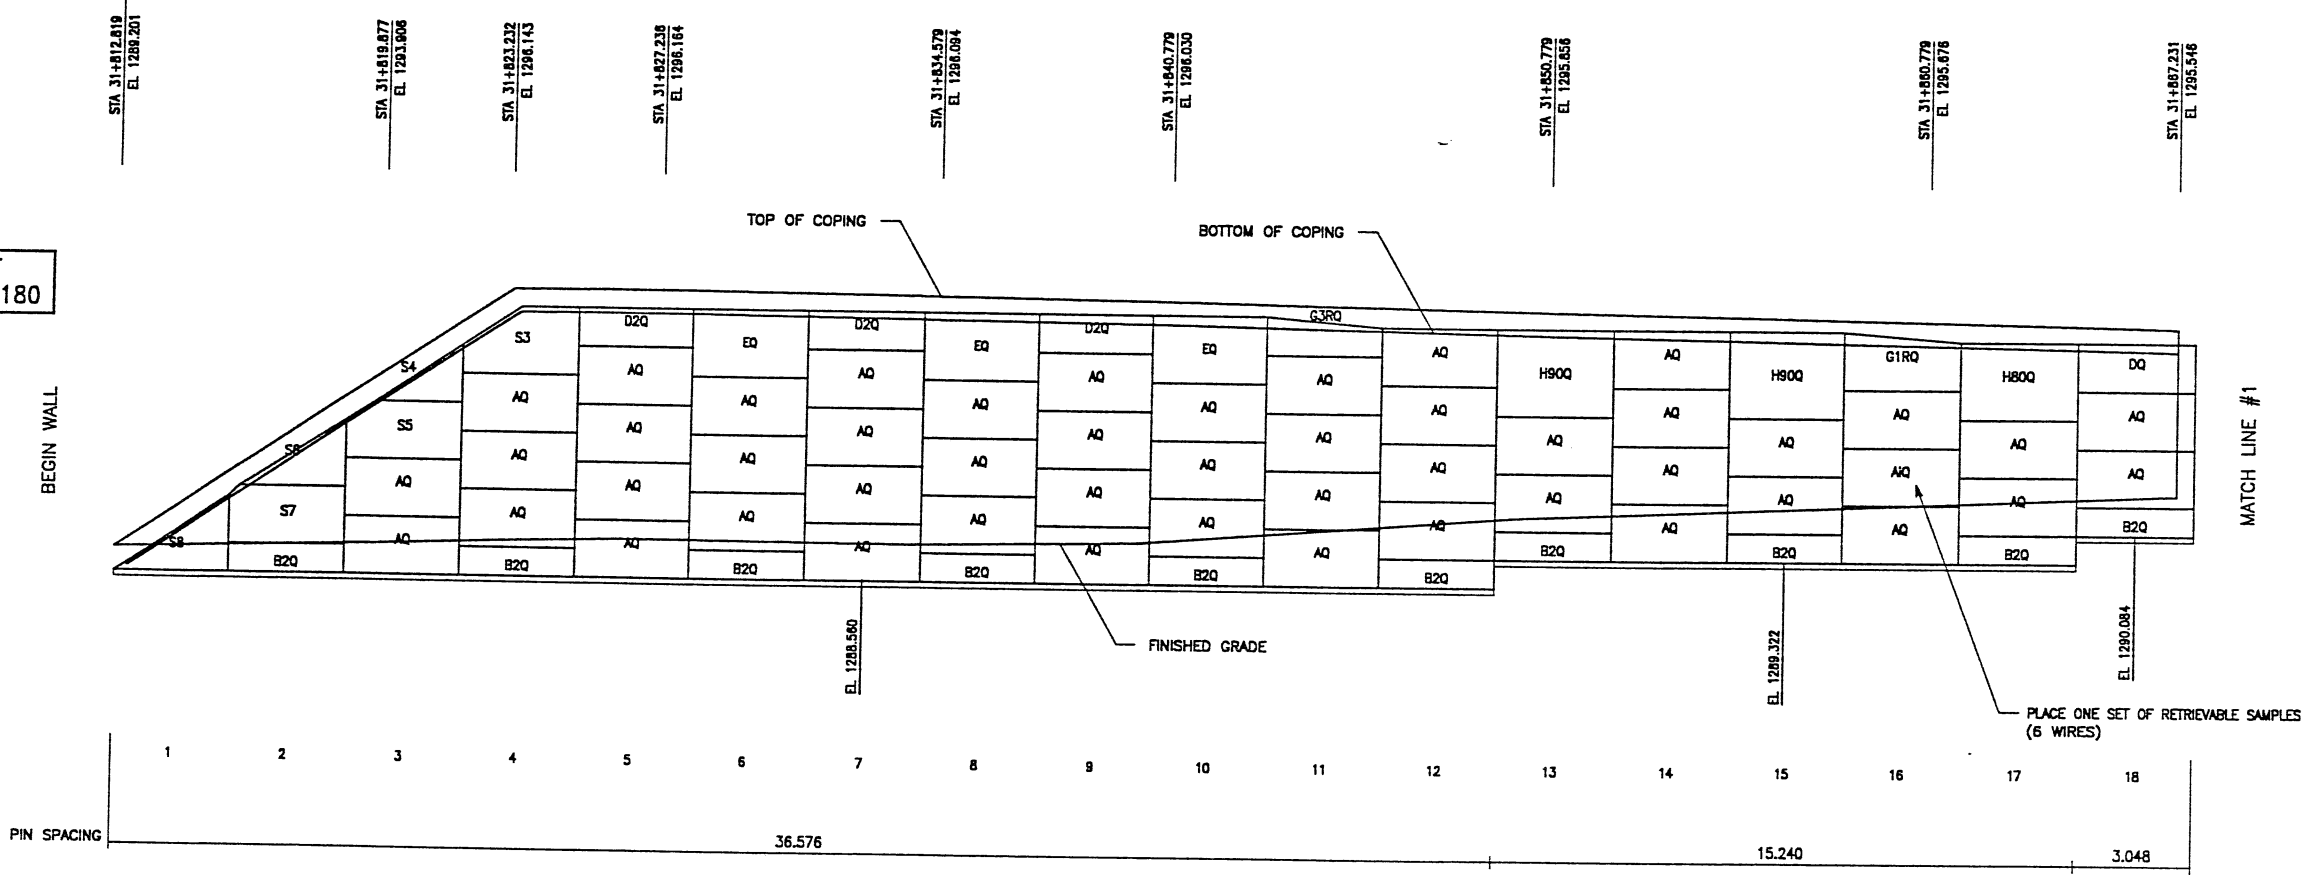 STA 31+812.819
EL 1289.201
STA 31+819.877
EL 1293.906
STA 31+823.232
EL 1296.143
STA 31+827.236
EL 1296.164
STA 31+834.579
EL 1296.094
STA 31+840.779
EL 1296.030
STA 31+850.779
EL 1295.856
STA 31+860.779
EL 1295.676
STA 31+867.231
EL 1295.546
TOP OF COPING
BOTTOM OF COPING
180
BEGIN WALL
MATCH LINE #1
S8
S6
S7
B2Q
S4
S5
AQ
AQ
S3
AQ
AQ
AQ
B2Q
D2Q
AQ
AQ
AQ
AQ
EQ
AQ
AQ
AQ
B2Q
D2Q
AQ
AQ
AQ
AQ
EQ
AQ
AQ
AQ
B2Q
D2Q
AQ
AQ
AQ
AQ
EQ
AQ
AQ
AQ
B2Q
G3RQ
AQ
AQ
AQ
AQ
AQ
AQ
AQ
AQ
B2Q
H90Q
AQ
AQ
B2Q
AQ
AQ
AQ
AQ
H90Q
AQ
AQ
B2Q
G1RQ
AQ
AiQ
AQ
H80Q
AQ
AQ
B2Q
DQ
AQ
AQ
B2Q
EL 1288.560
FINISHED GRADE
EL 1289.322
EL 1290.084
PLACE ONE SET OF RETRIEVABLE SAMPLES
(6 WIRES)
1 2 3 4 5 6 7 8 9 10 11 12 13 14 15 16 17 18
PIN SPACING 36.576 15.240 3.048